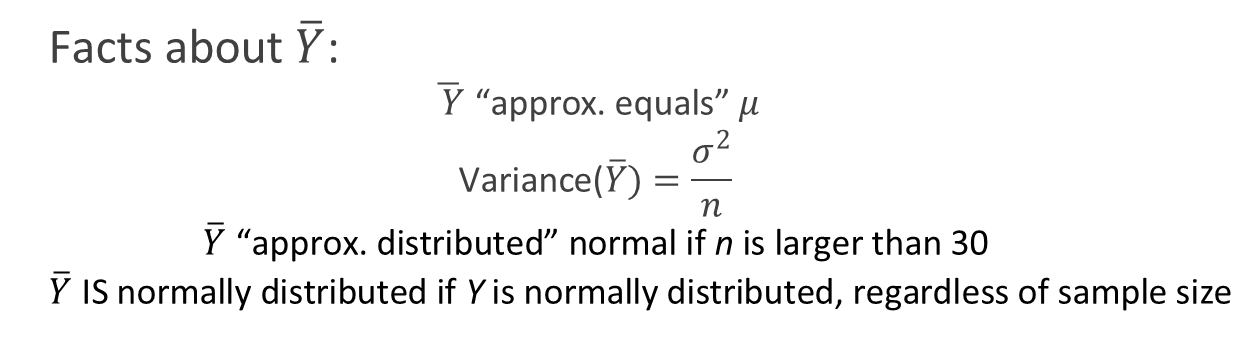 Facts about Y̅:
Y̅ “approx. equals” μ
Variance(Y̅) = σ²/n
Y̅ “approx. distributed” normal if n is larger than 30
Y̅ IS normally distributed if Y is normally distributed, regardless of sample size